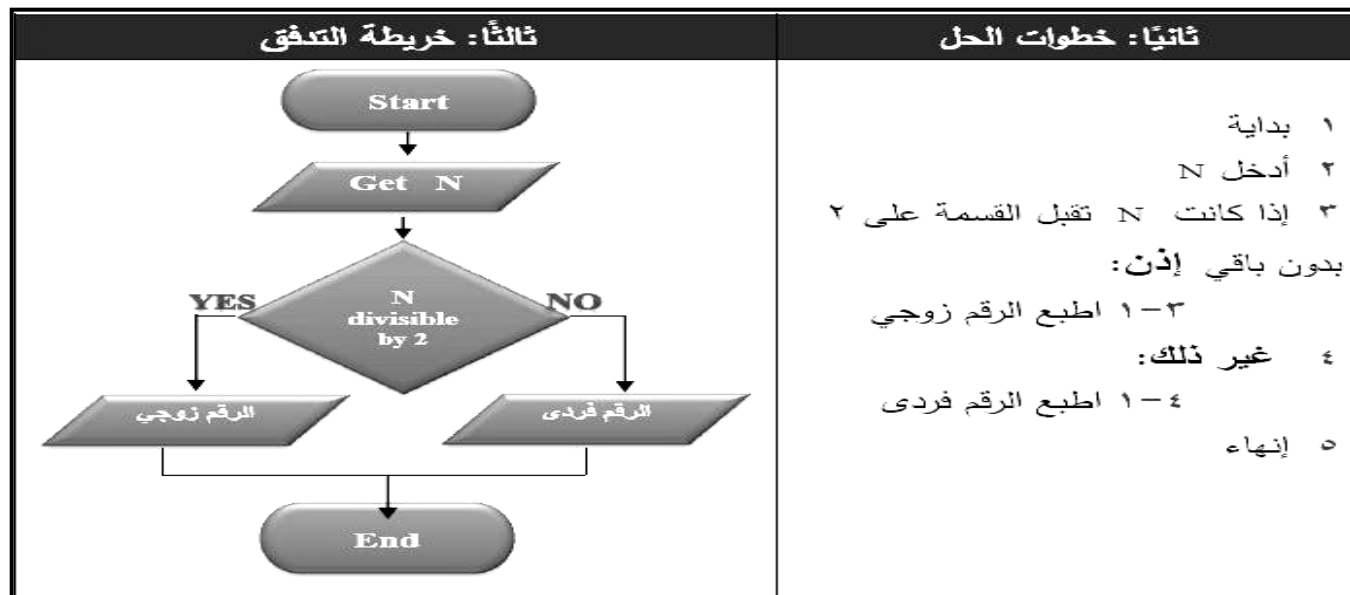 ثانيًا: خطوات الحل
١ بداية
٢ أدخل N
٣ إذا كانت N تقبل القسمة على ٢
بدون باقي إذن:
٣-١ اطبع الرقم زوجي
٤ غير ذلك:
٤-١ اطبع الرقم فردى
٥ إنهاء
ثالثًا: خريطة التدفق
Start
Get N
N
divisible
by 2
YES
NO
الرقم زوجي
الرقم فردى
End